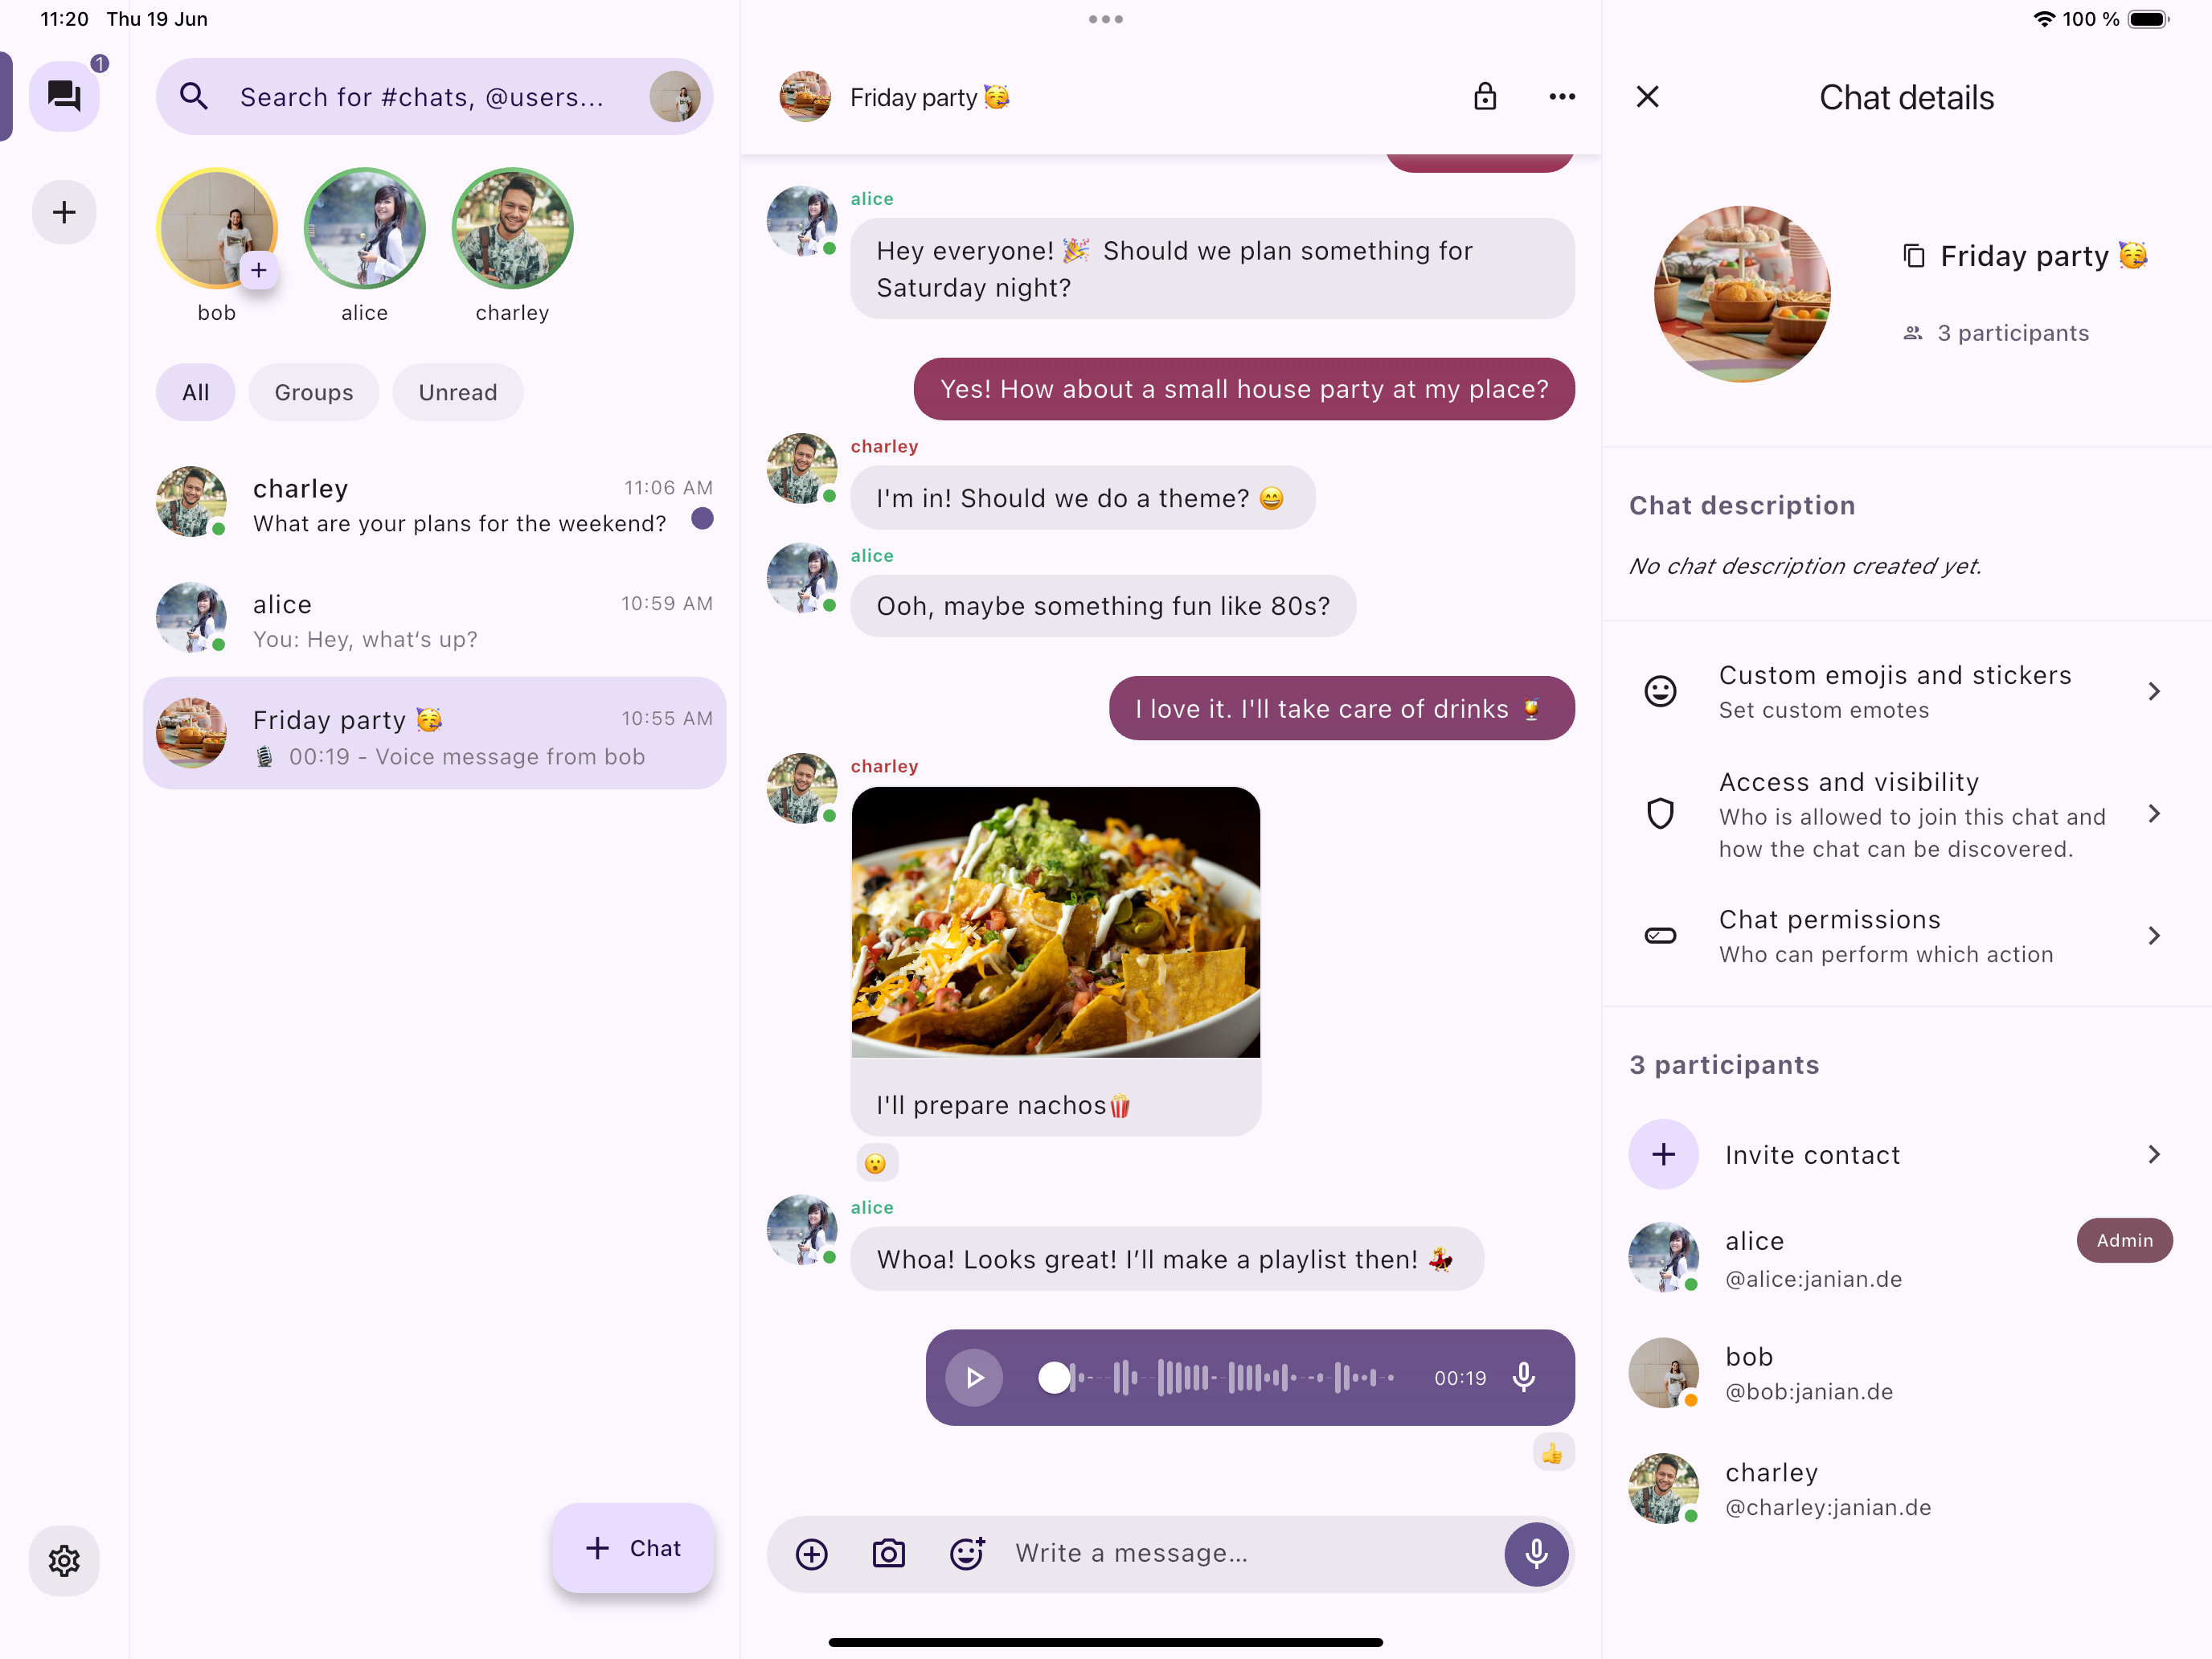 11:20 Thu 19 Jun
100 %
1
Search for #chats, @users...
bob
alice
charley
All
Groups
Unread
charley
11:06 AM
What are your plans for the weekend?
alice
10:59 AM
You: Hey, what‘s up?
Friday party 🥳
10:55 AM
🎙️ 00:19 - Voice message from bob
+ Chat
Friday party 🥳
alice
Hey everyone! 🎉 Should we plan something for
Saturday night?
Yes! How about a small house party at my place?
charley
I'm in! Should we do a theme? 😄
alice
Ooh, maybe something fun like 80s?
I love it. I'll take care of drinks 🍹
charley
I'll prepare nachos🍿
😮
alice
Whoa! Looks great! I’ll make a playlist then! 💃
00:19
👍
Write a message...
Chat details
Friday party 🥳
3 participants
Chat description
No chat description created yet.
Custom emojis and stickers
Set custom emotes
Access and visibility
Who is allowed to join this chat and
how the chat can be discovered.
Chat permissions
Who can perform which action
3 participants
Invite contact
alice
Admin
@alice:janian.de
bob
@bob:janian.de
charley
@charley:janian.de